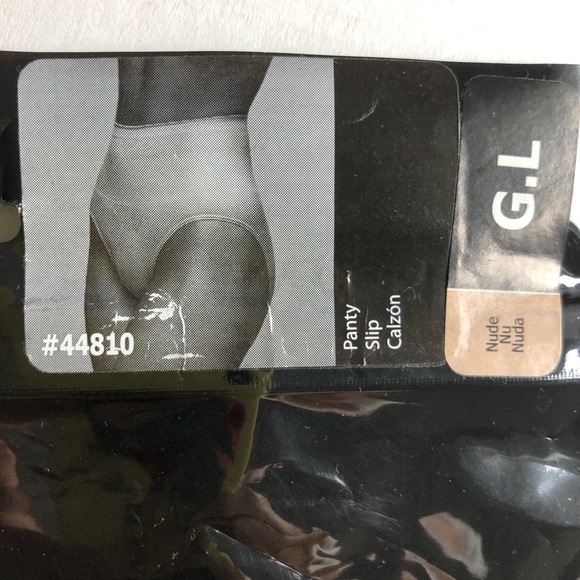 #44810
Panty
Slip
Calzón
G.L
Nude
Nu
Nuda